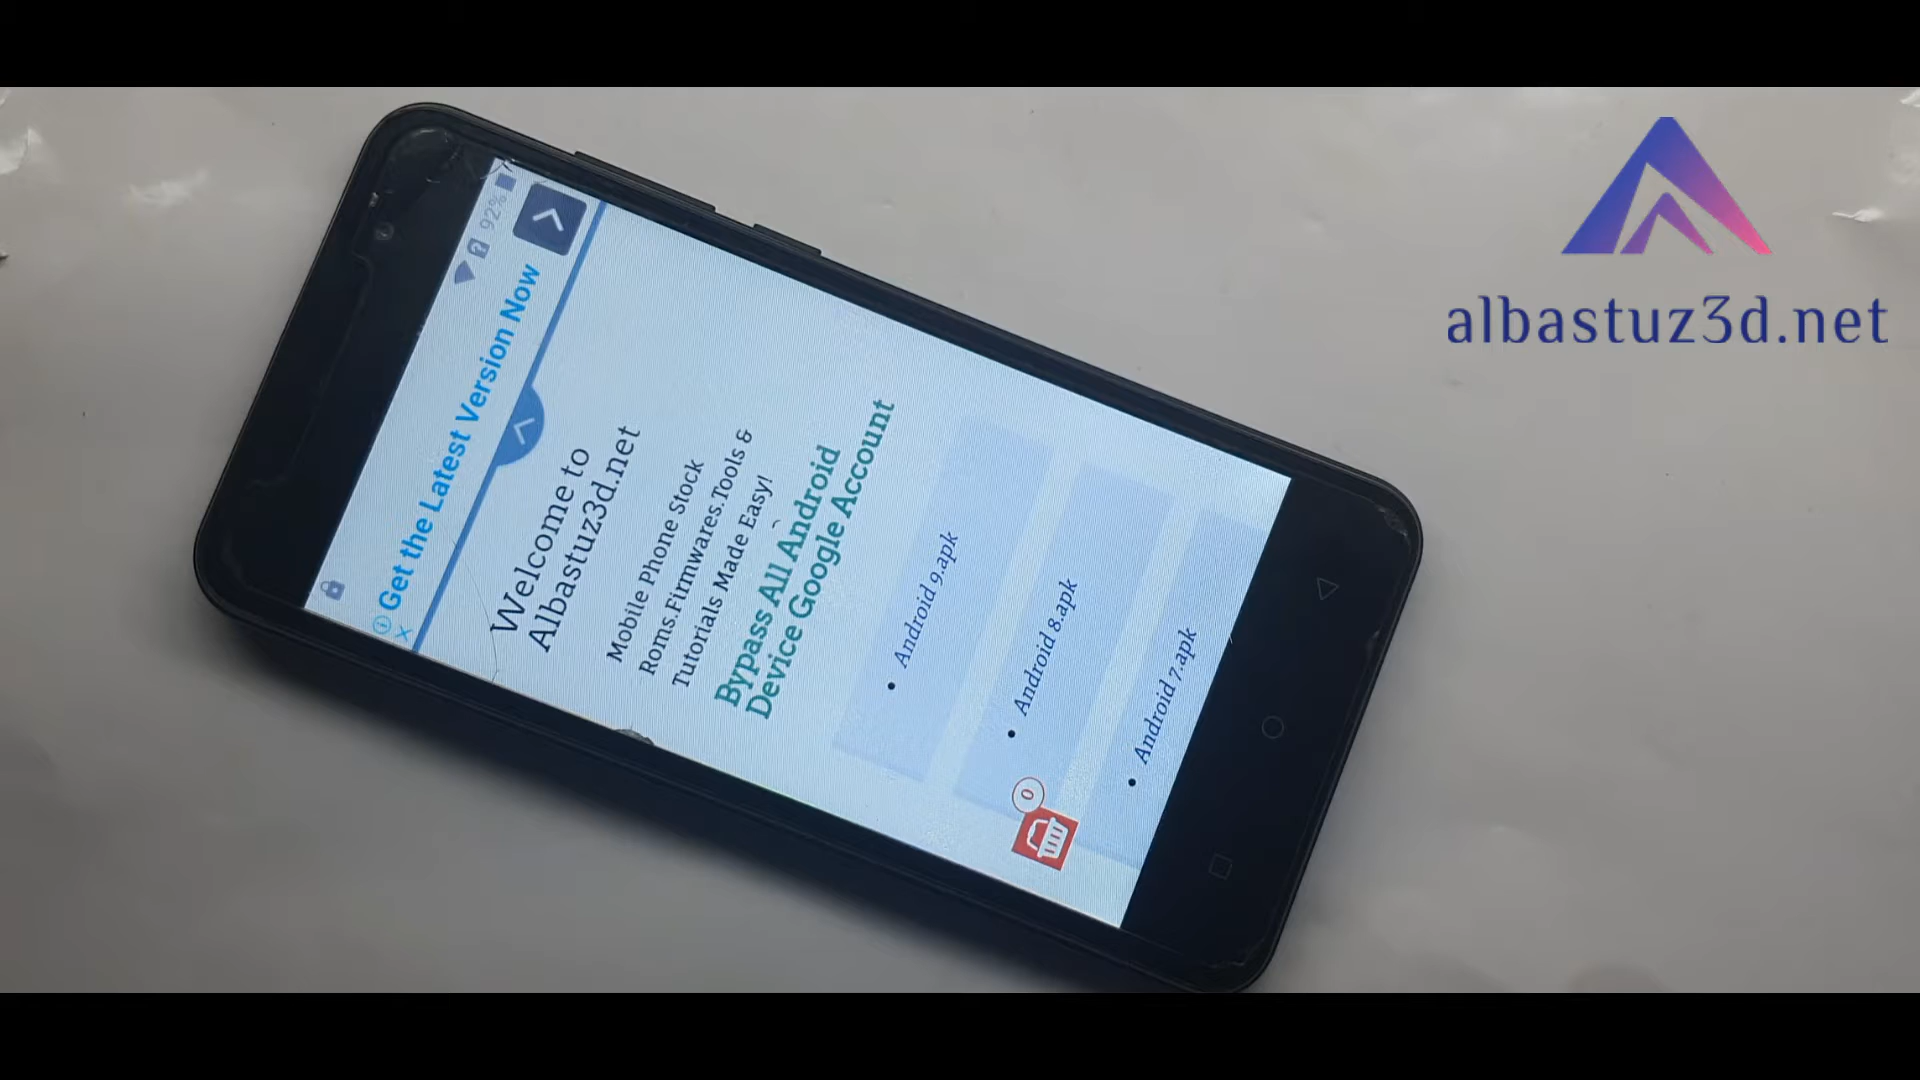 albastuz3d.net
92%
Get the Latest Version Now
Welcome to
Albastuz3d.net
Mobile Phone Stock
Roms.Firmwares.Tools &
Tutorials Made Easy!
Bypass All Android
Device Google Account
• Android 9.apk
• Android 8.apk
• Android 7.apk
0